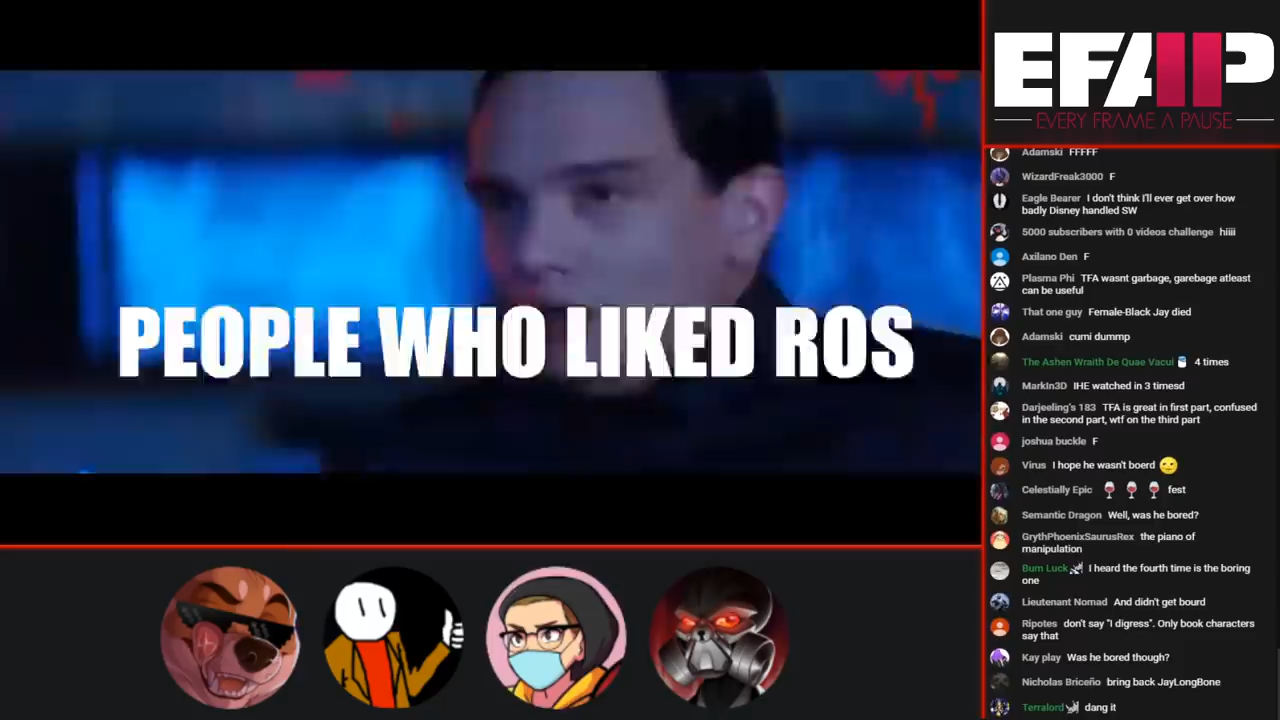 PEOPLE WHO LIKED ROS
EFAP
EVERY FRAME A PAUSE
Adamski FFFFF
WizardFreak3000 F
Eagle Bearer I don't think I'll ever get over how
badly Disney handled SW
5000 subscribers with 0 videos challenge hiiii
Axilano Den F
Plasma Phi TFA wasnt garbage, garebage atleast
can be useful
That one guy Female-Black Jay died
Adamski cumi dummp
The Ashen Wraith De Quae Vacui 4 times
MarkIn3D IHE watched in 3 timesd
Darjeeling's 183 TFA is great in first part, confused
in the second part, wtf on the third part
joshua buckle F
Virus I hope he wasn't boerd
Celestially Epic fest
Semantic Dragon Well, was he bored?
GrythPhoenixSaurusRex the piano of
manipulation
Bum Luck I heard the fourth time is the boring
one
Lieutenant Nomad And didn't get bourd
Ripotes don't say "I digress". Only book characters
say that
Kay play Was he bored though?
Nicholas Briceño bring back JayLongBone
Terralord dang it